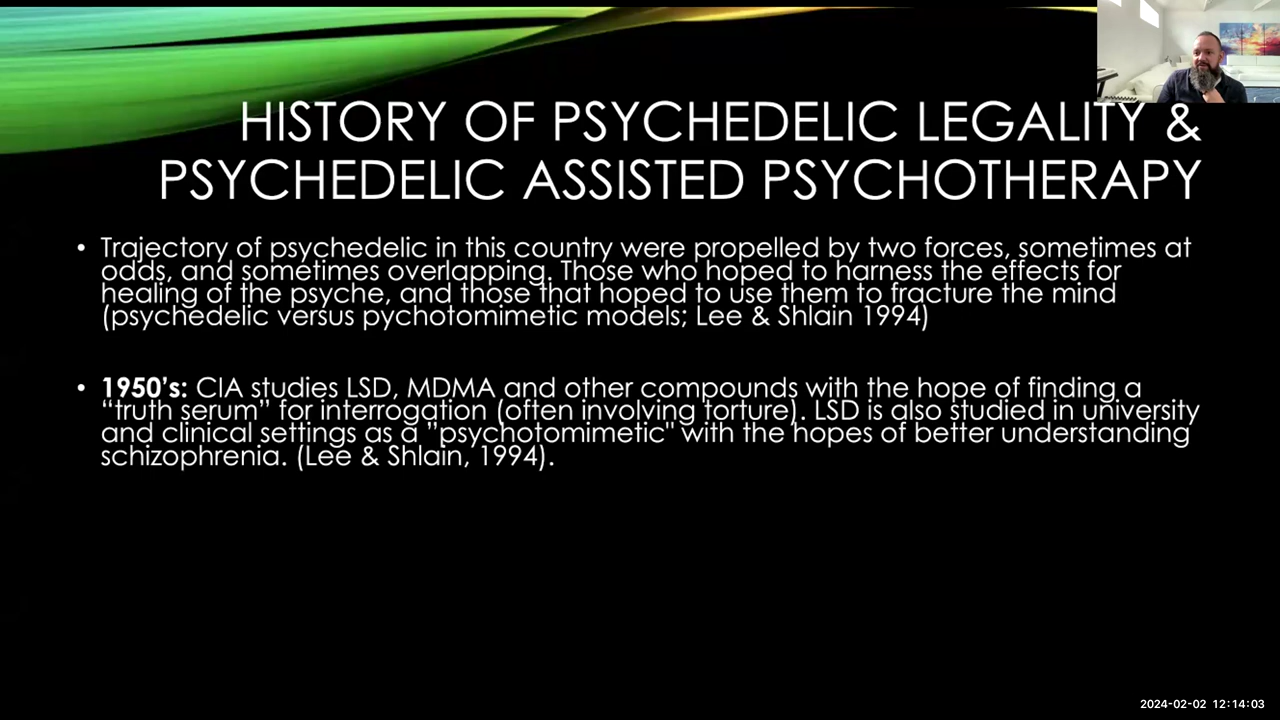 HISTORY OF PSYCHEDELIC LEGALITY &
PSYCHEDELIC ASSISTED PSYCHOTHERAPY
• Trajectory of psychedelic in this country were propelled by two forces, sometimes at
odds, and sometimes overlapping. Those who hoped to harness the effects for
healing of the psyche, and those that hoped to use them to fracture the mind
(psychedelic versus pychotomimetic models; Lee & Shlain 1994)
• 1950's: CIA studies LSD, MDMA and other compounds with the hope of finding a
“truth serum” for interrogation (often involving torture). LSD is also studied in university
and clinical settings as a "psychotomimetic" with the hopes of better understanding
schizophrenia. (Lee & Shlain, 1994).
2024-02-02 12:14:03